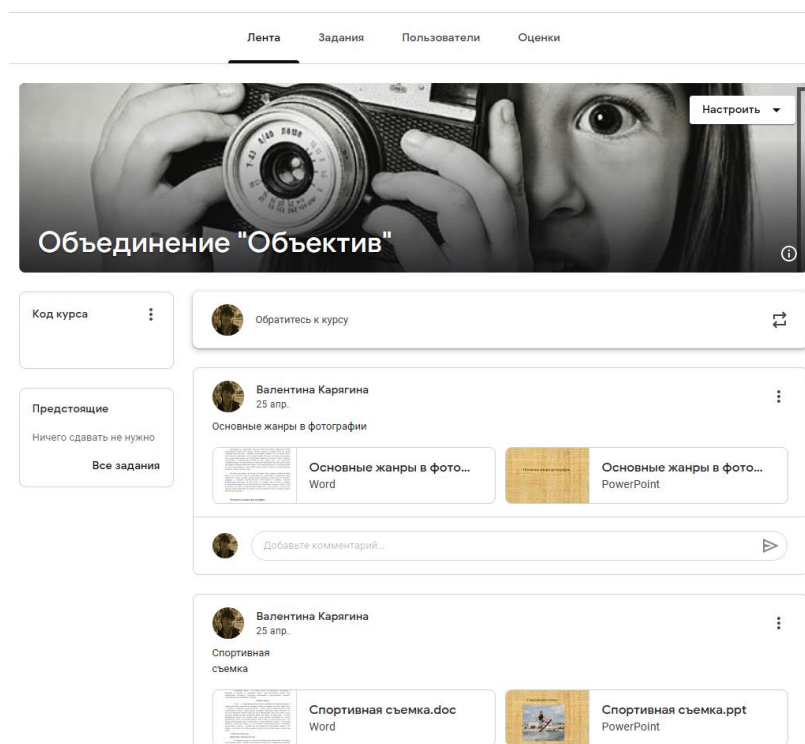 Лента Задания Пользователи Оценки
Настроить
Объединение "Объектив"
Код курса
Обратитесь к курсу
Предстоящие
Ничего сдавать не нужно
Все задания
Валентина Карягина
25 апр.
Основные жанры в фотографии
Основные жанры в фото...
Word
Основные жанры в фото...
PowerPoint
Добавьте комментарий...
Валентина Карягина
25 апр.
Спортивная
съемка
Спортивная съемка.doc
Word
Спортивная съемка.ppt
PowerPoint